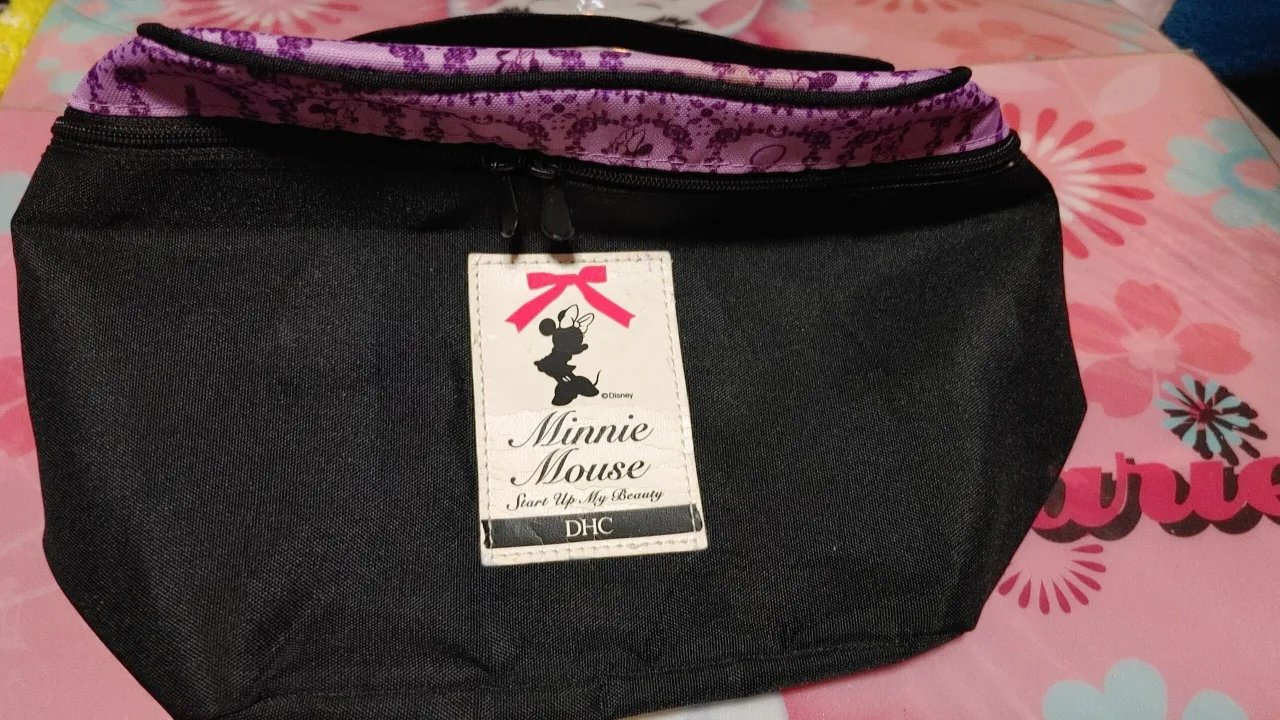 ©Disney
Minnie
Mouse
Start Up My Beauty
DHC